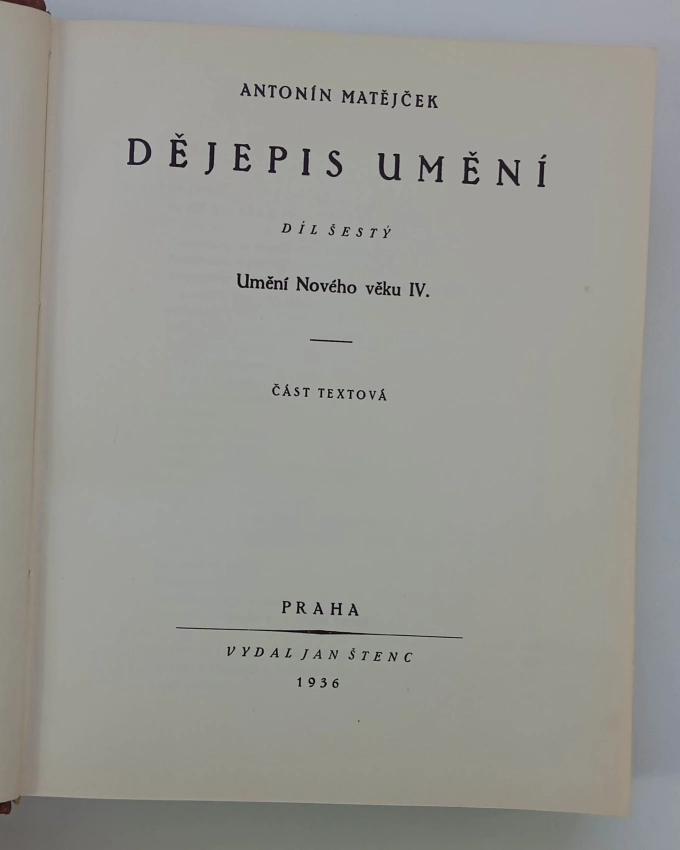 ANTONÍN MATĚJČEK
DĚJEPIS UMĚNÍ
DÍL ŠESTÝ
Umění Nového věku IV.
ČÁST TEXTOVÁ
PRAHA
VYDAL JAN ŠTENC
1936